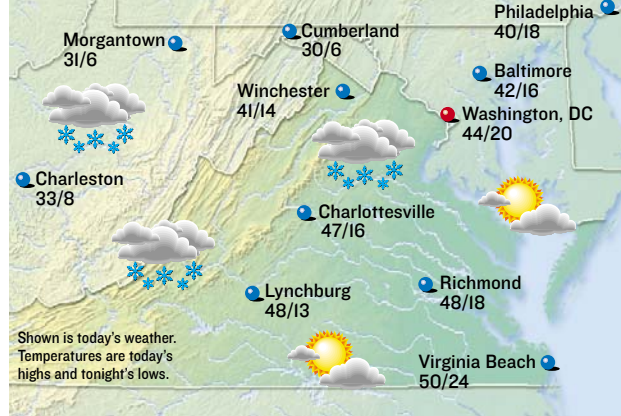 Philadelphia
40/18
Cumberland
30/6
Morgantown
31/6
Baltimore
42/16
Winchester
41/14
Washington, DC
44/20
Charleston
33/8
Charlottesville
47/16
Richmond
48/18
Lynchburg
48/13
Shown is today's weather.
Temperatures are today's
highs and tonight's lows.
Virginia Beach
50/24